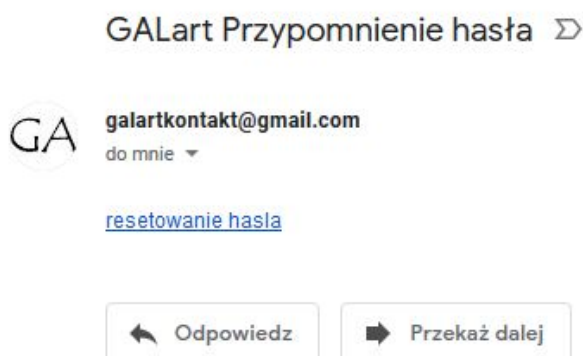 GALart Przypomnienie hasła
GA
galartkontakt@gmail.com
do mnie
resetowanie hasla
Odpowiedz
Przekaż dalej